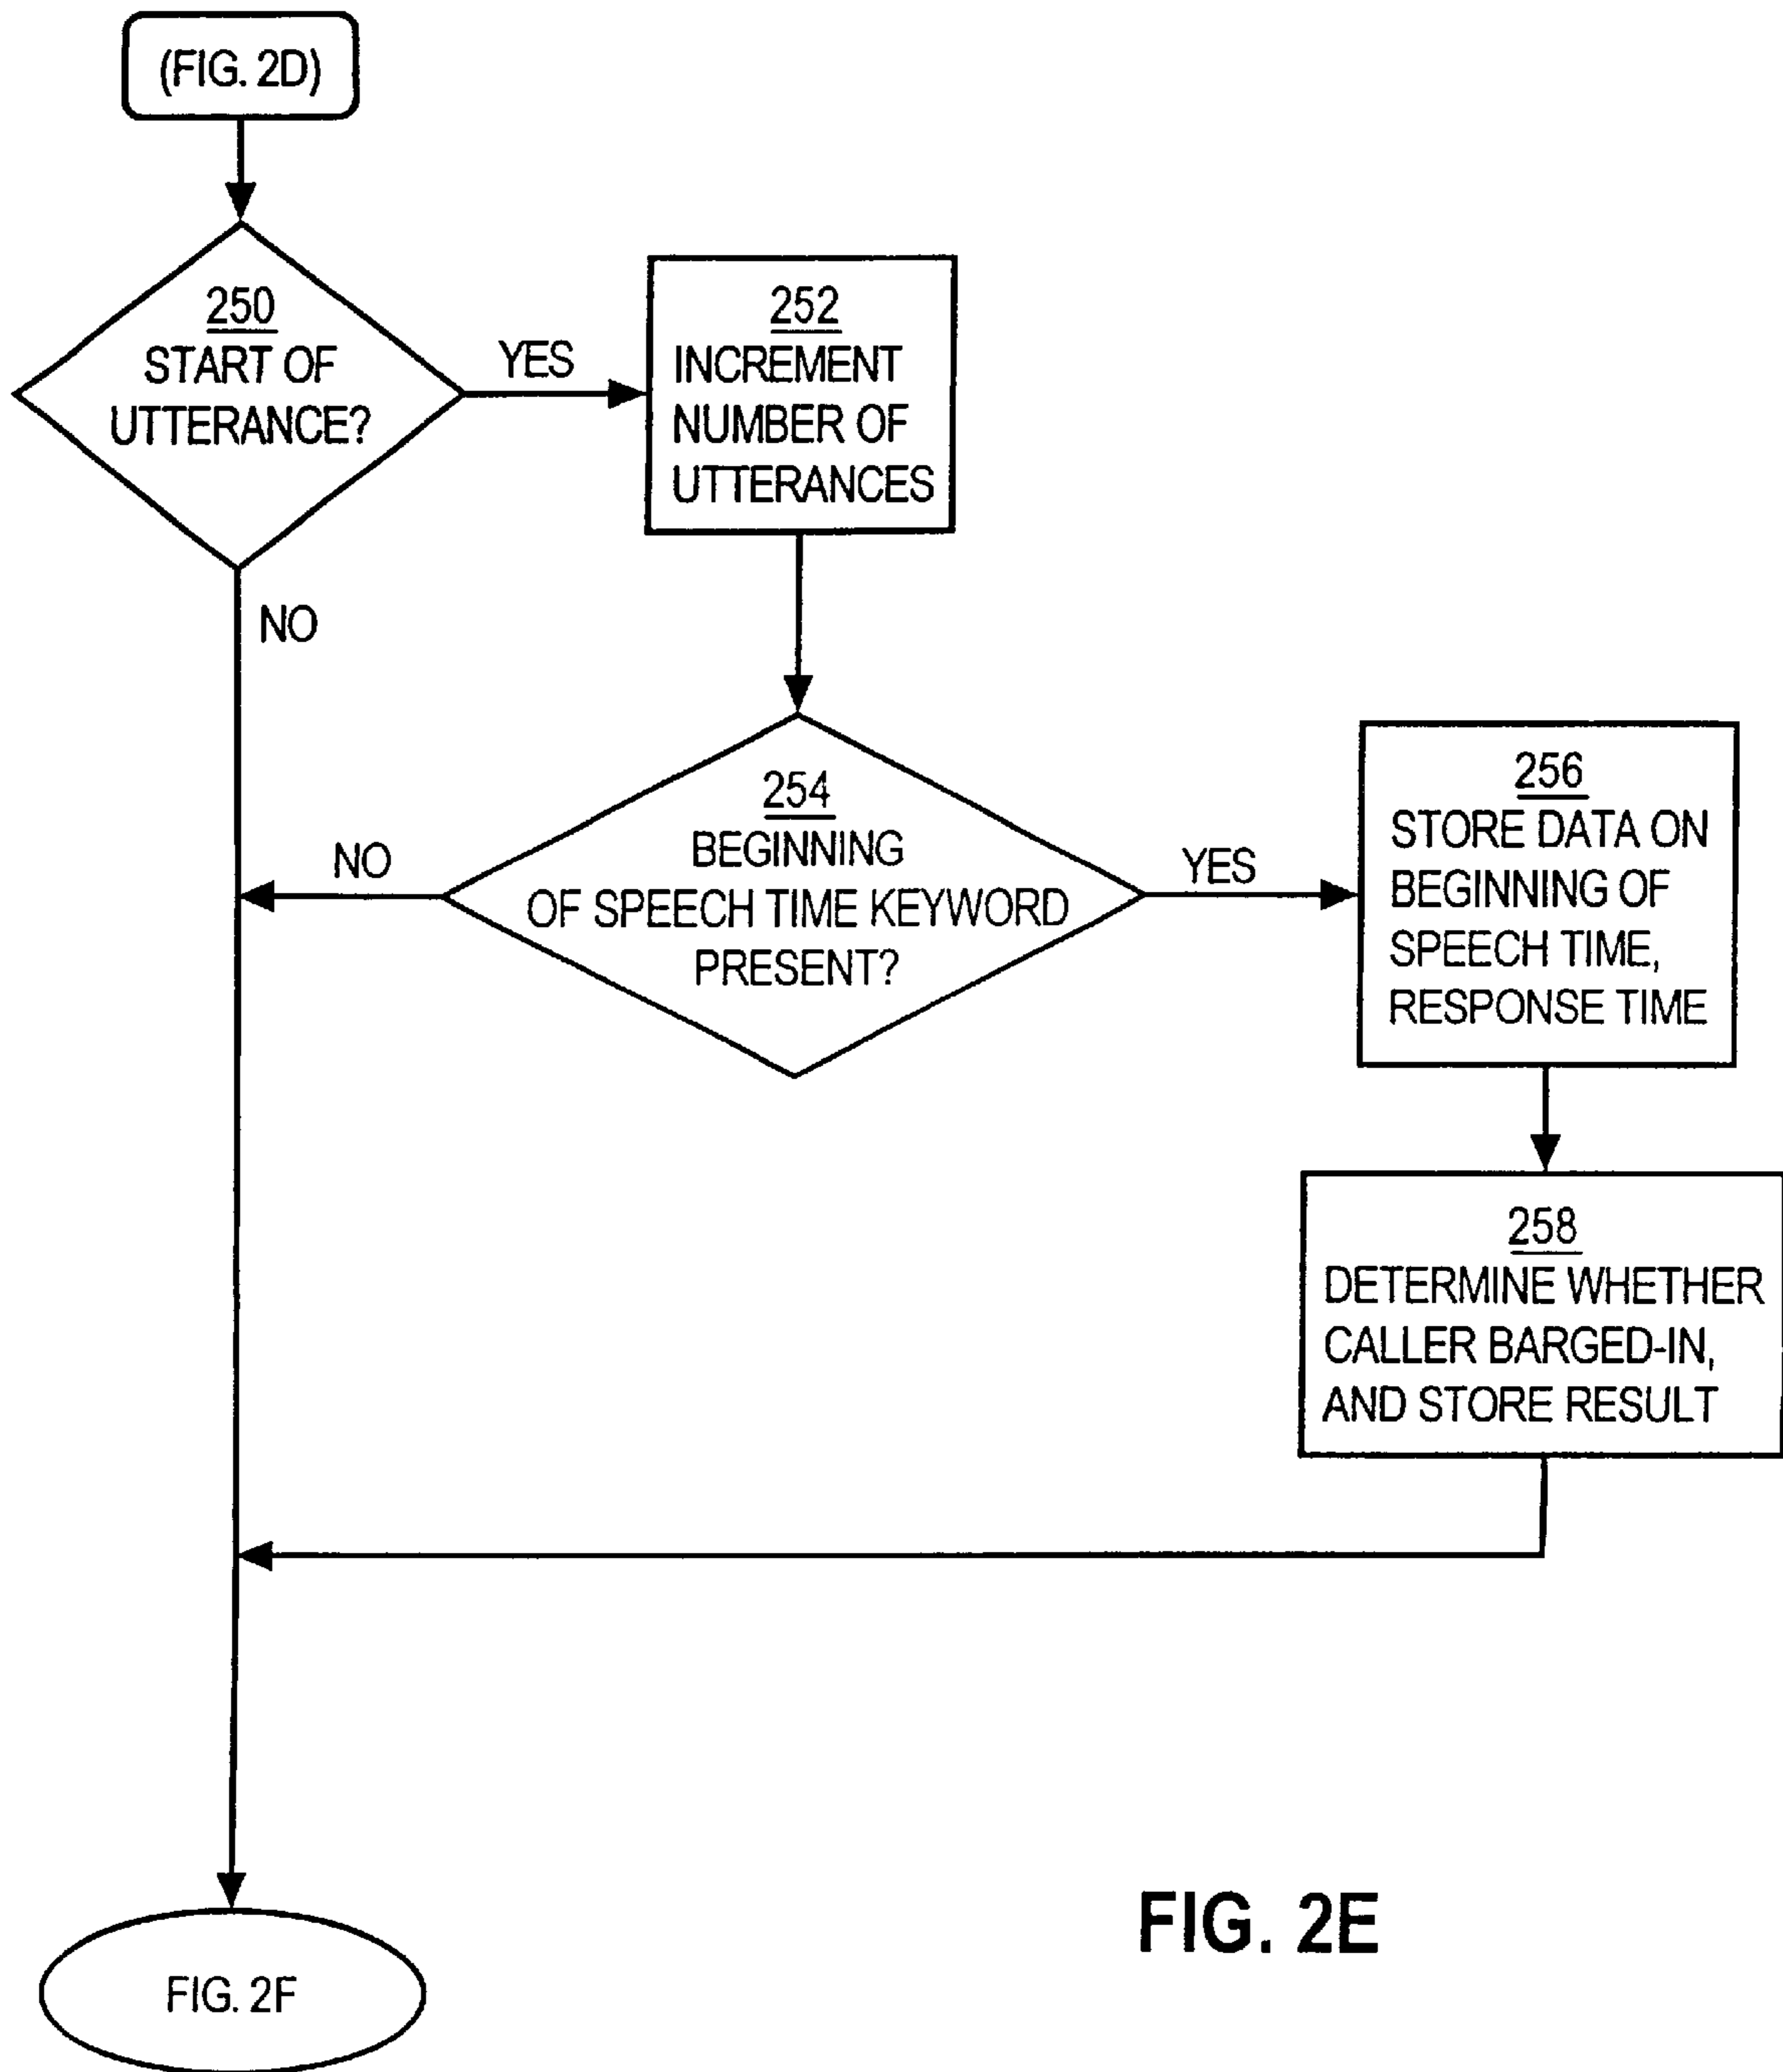 (FIG. 2D)
250
START OF
UTTERANCE?
YES
252
INCREMENT
NUMBER OF
UTTERANCES
NO
254
BEGINNING
OF SPEECH TIME KEYWORD
PRESENT?
NO
YES
256
STORE DATA ON
BEGINNING OF
SPEECH TIME,
RESPONSE TIME
258
DETERMINE WHETHER
CALLER BARGED-IN,
AND STORE RESULT
FIG. 2E
FIG. 2F